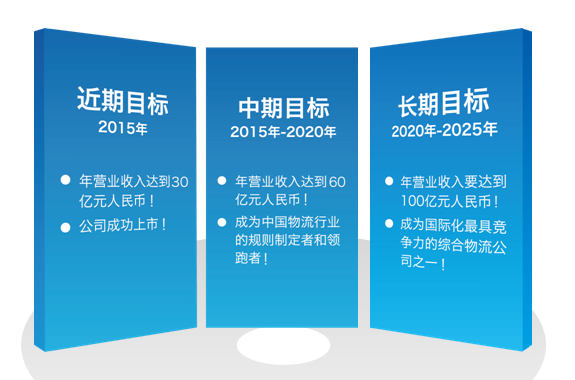 近期目标
2015年
年营业收入达到30
亿元人民币！
公司成功上市！
中期目标
2015年-2020年
年营业收入达到60
亿元人民币！
成为中国物流行业
的规则制定者和领
跑者！
长期目标
2020年-2025年
年营业收入要达到
100亿元人民币！
成为国际化最具竞
争力的综合物流公
司之一！